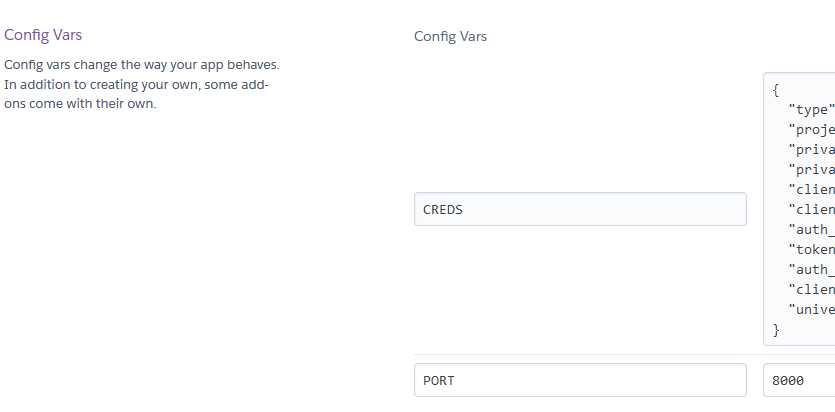 Config Vars
Config vars change the way your app behaves.
In addition to creating your own, some add-
ons come with their own.
Config Vars
CREDS
{
"type"
"proje
"priva
"priva
"clien
"clien
"auth_
"token
"auth_
"clien
"unive
}
PORT
8000